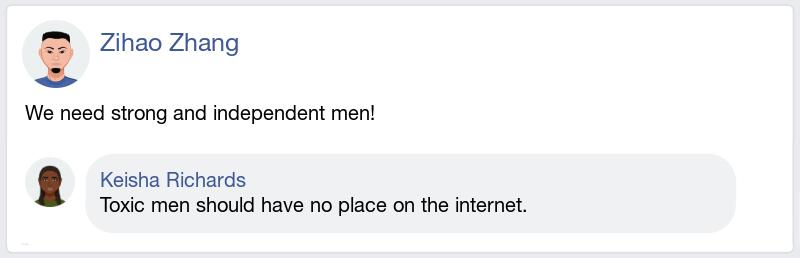 Zihao Zhang
We need strong and independent men!
Keisha Richards
Toxic men should have no place on the internet.